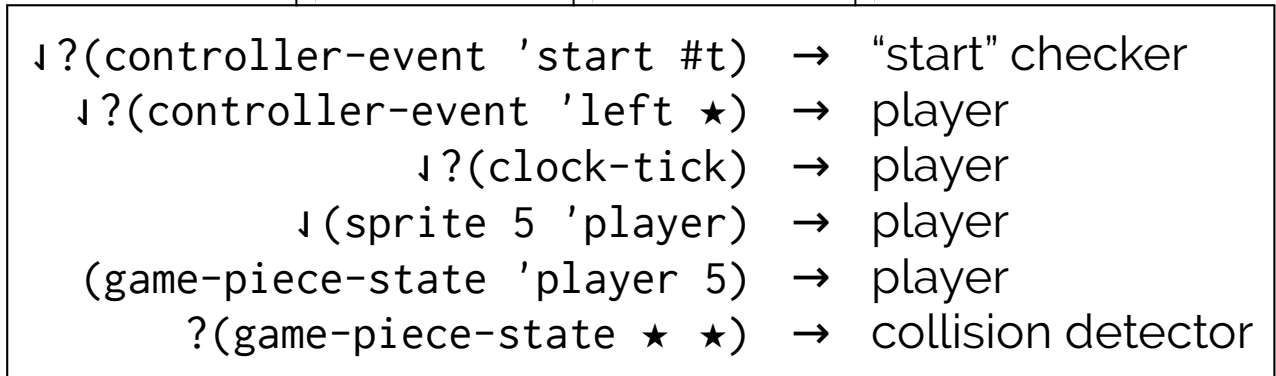 ⇃?(controller-event 'start #t) → “start” checker
⇃?(controller-event 'left ★) → player
⇃?(clock-tick) → player
⇃(sprite 5 'player) → player
(game-piece-state 'player 5) → player
?(game-piece-state ★ ★) → collision detector